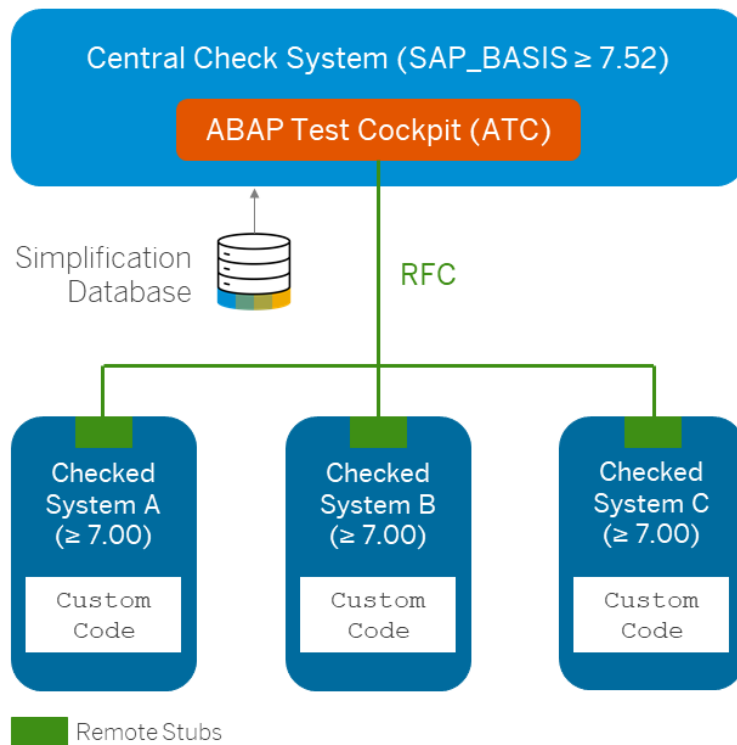 Central Check System (SAP_BASIS ≥ 7.52)
ABAP Test Cockpit (ATC)
Simplification
Database
RFC
Checked
System A
(≥ 7.00)
Custom
Code
Checked
System B
(≥ 7.00)
Custom
Code
Checked
System C
(≥ 7.00)
Custom
Code
Remote Stubs